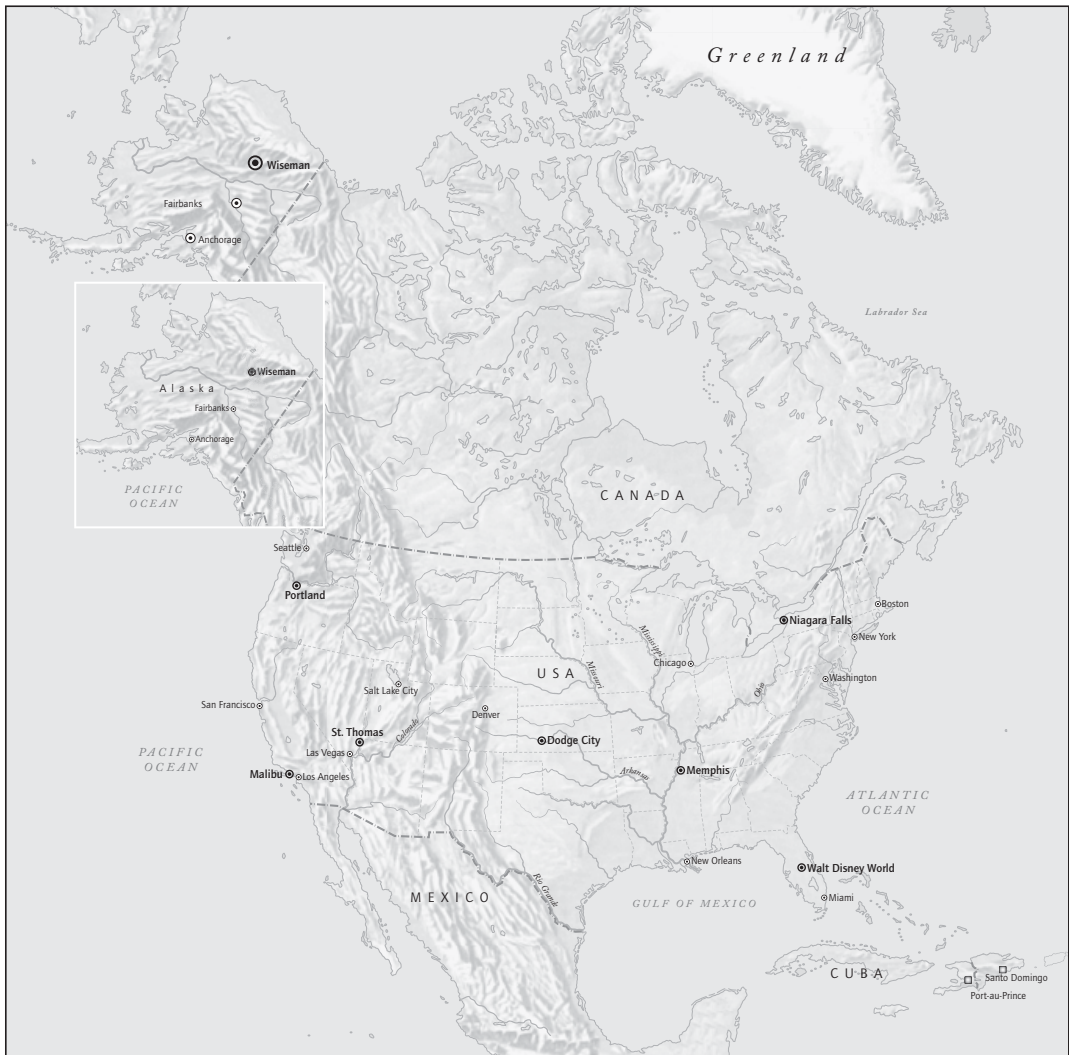 Greenland
Wiseman
Fairbanks
Anchorage
Labrador Sea
Wiseman
Alaska
Fairbanks
Anchorage
PACIFIC
OCEAN
CANADA
Seattle
Portland
Boston
Niagara Falls
New York
Mississippi
Chicago
USA
Missouri
Washington
Salt Lake City
Ohio
San Francisco
Denver
St. Thomas
Colorado
Dodge City
Las Vegas
PACIFIC
OCEAN
Malibu
Los Angeles
Arkansas
Memphis
ATLANTIC
OCEAN
New Orleans
Walt Disney World
MEXICO
Rio Grande
GULF OF MEXICO
Miami
CUBA
Santo Domingo
Port-au-Prince